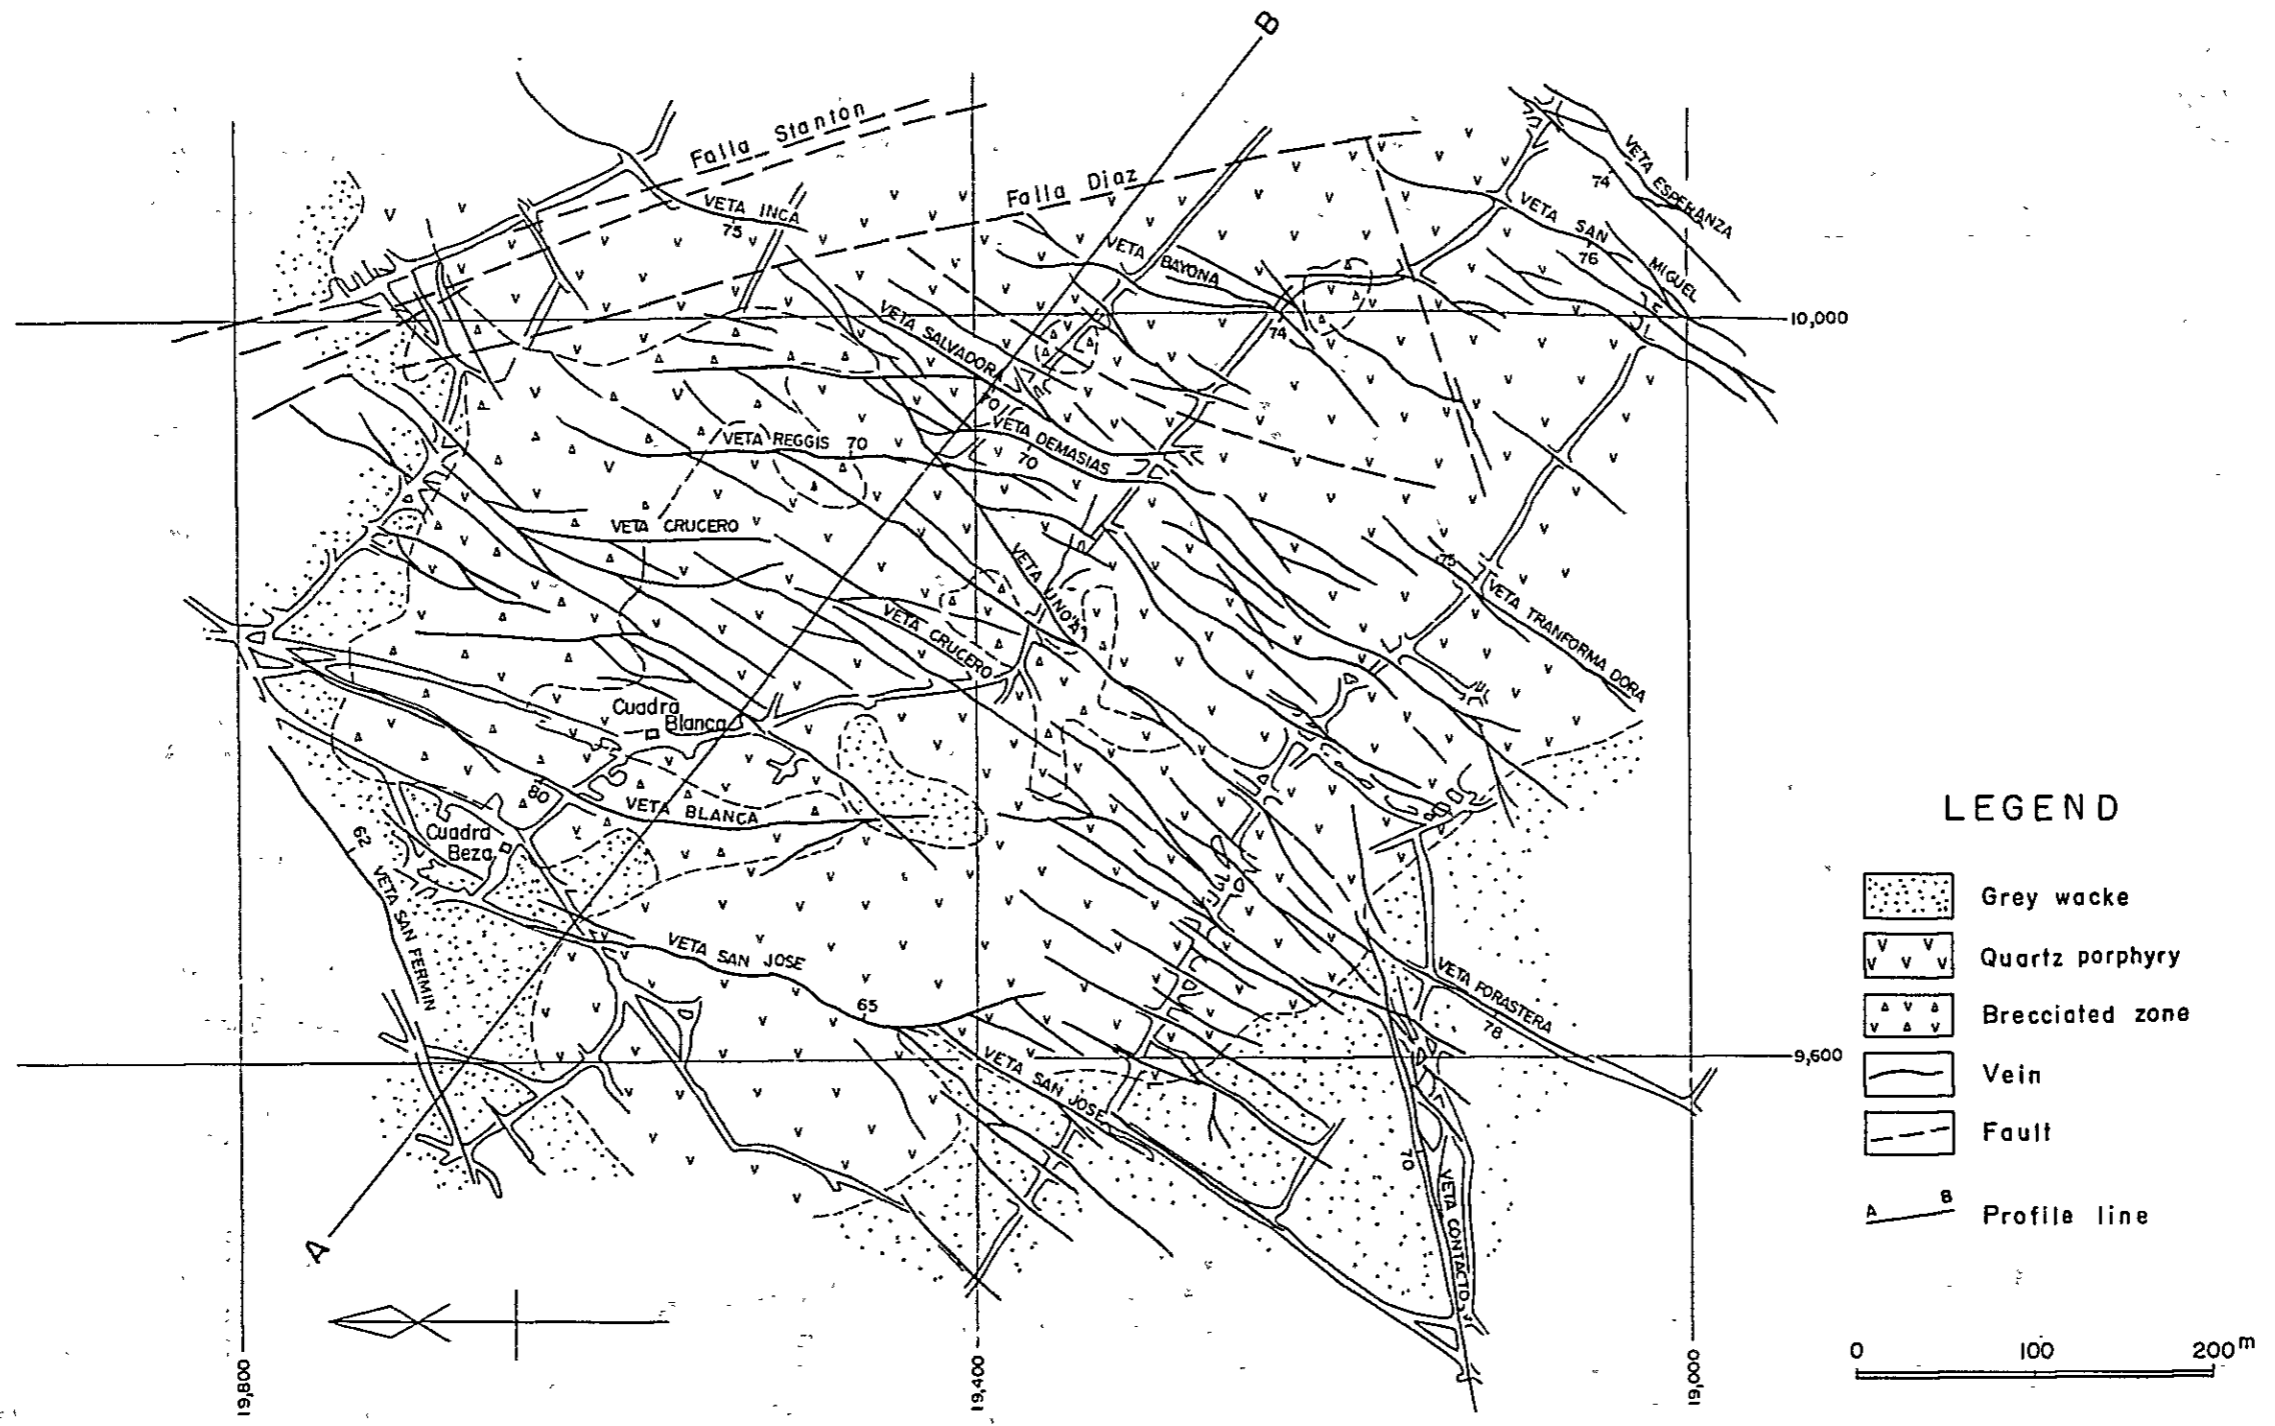 B
Falla Stanton
Falla Diaz
VETA INCA
75
VETA ESPERANZA
74
VETA SAN MIGUEL
76
VETA BAYONA
74
10,000
VETA SALVADORA
70
VETA DEMASIAS
70
VETA REGGIS 70
VETA CRUCERO
VETA UNO
75
VETA TRANFORMA DORA
VETA CRUCERO
Cuadra
Blanca
80
VETA BLANCA
Cuadra
Beza
62
VETA SAN FERMIN
VETA SAN JOSE
65
VETA FORASTERA
78
9,600
VETA SAN JOSE
70
VETA CONTACTO
A
19,800
19,400
19,000
LEGEND
Grey wacke
Quartz porphyry
Brecciated zone
Vein
Fault
A B Profile line
0 100 200m